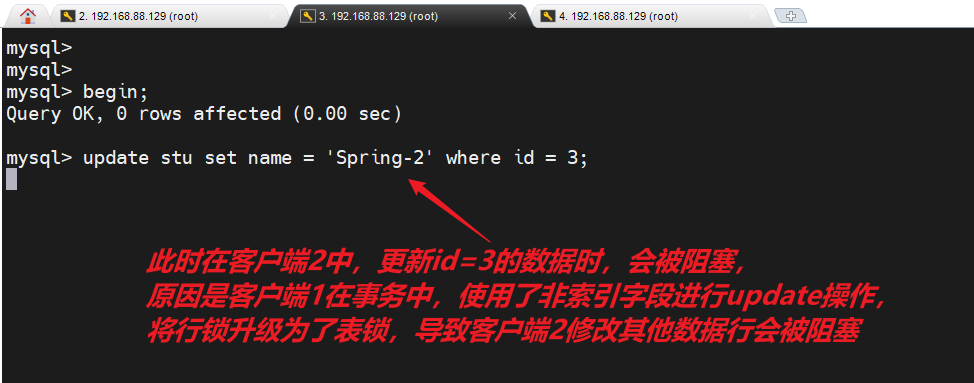 2. 192.168.88.129 (root)
3. 192.168.88.129 (root)
4. 192.168.88.129 (root)
mysql>
mysql>
mysql> begin;
Query OK, 0 rows affected (0.00 sec)
mysql> update stu set name = 'Spring-2' where id = 3;
此时在客户端2中，更新id=3的数据时，会被阻塞，
原因是客户端1在事务中，使用了非索引字段进行update操作，
将行锁升级为了表锁，导致客户端2修改其他数据行会被阻塞